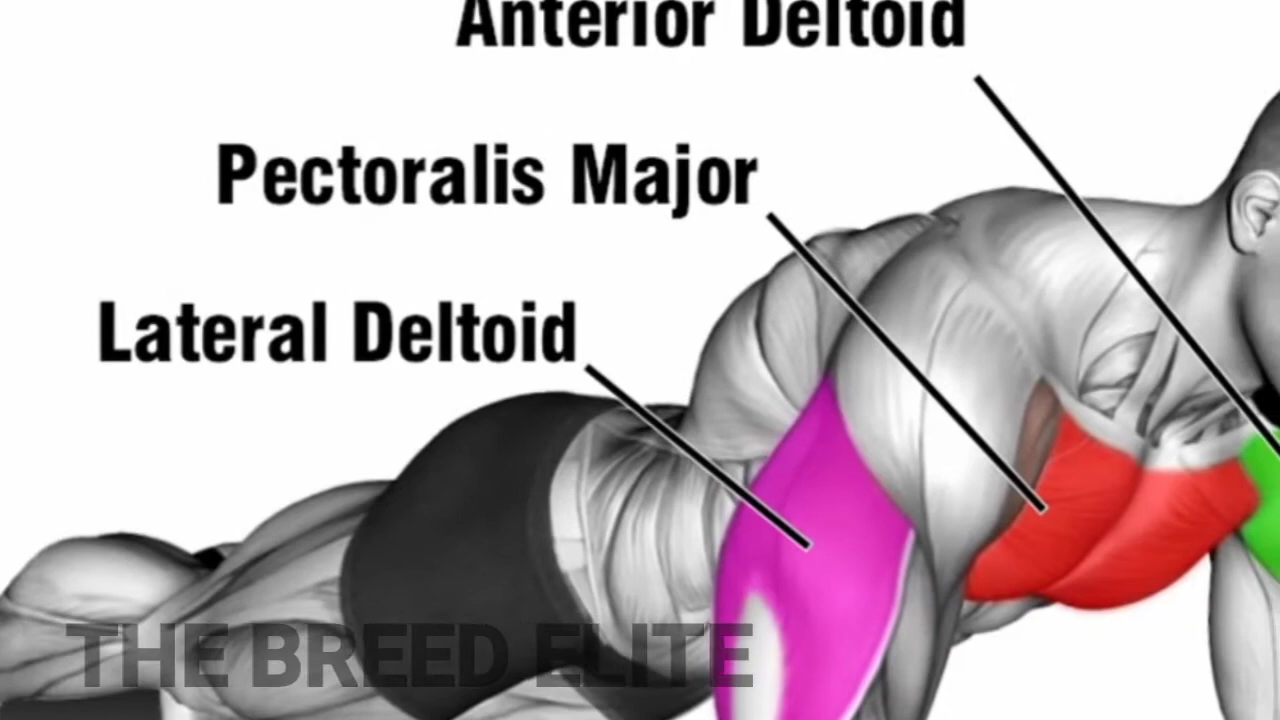 Anterior Deltoid
Pectoralis Major
Lateral Deltoid
THE BREED ELITE